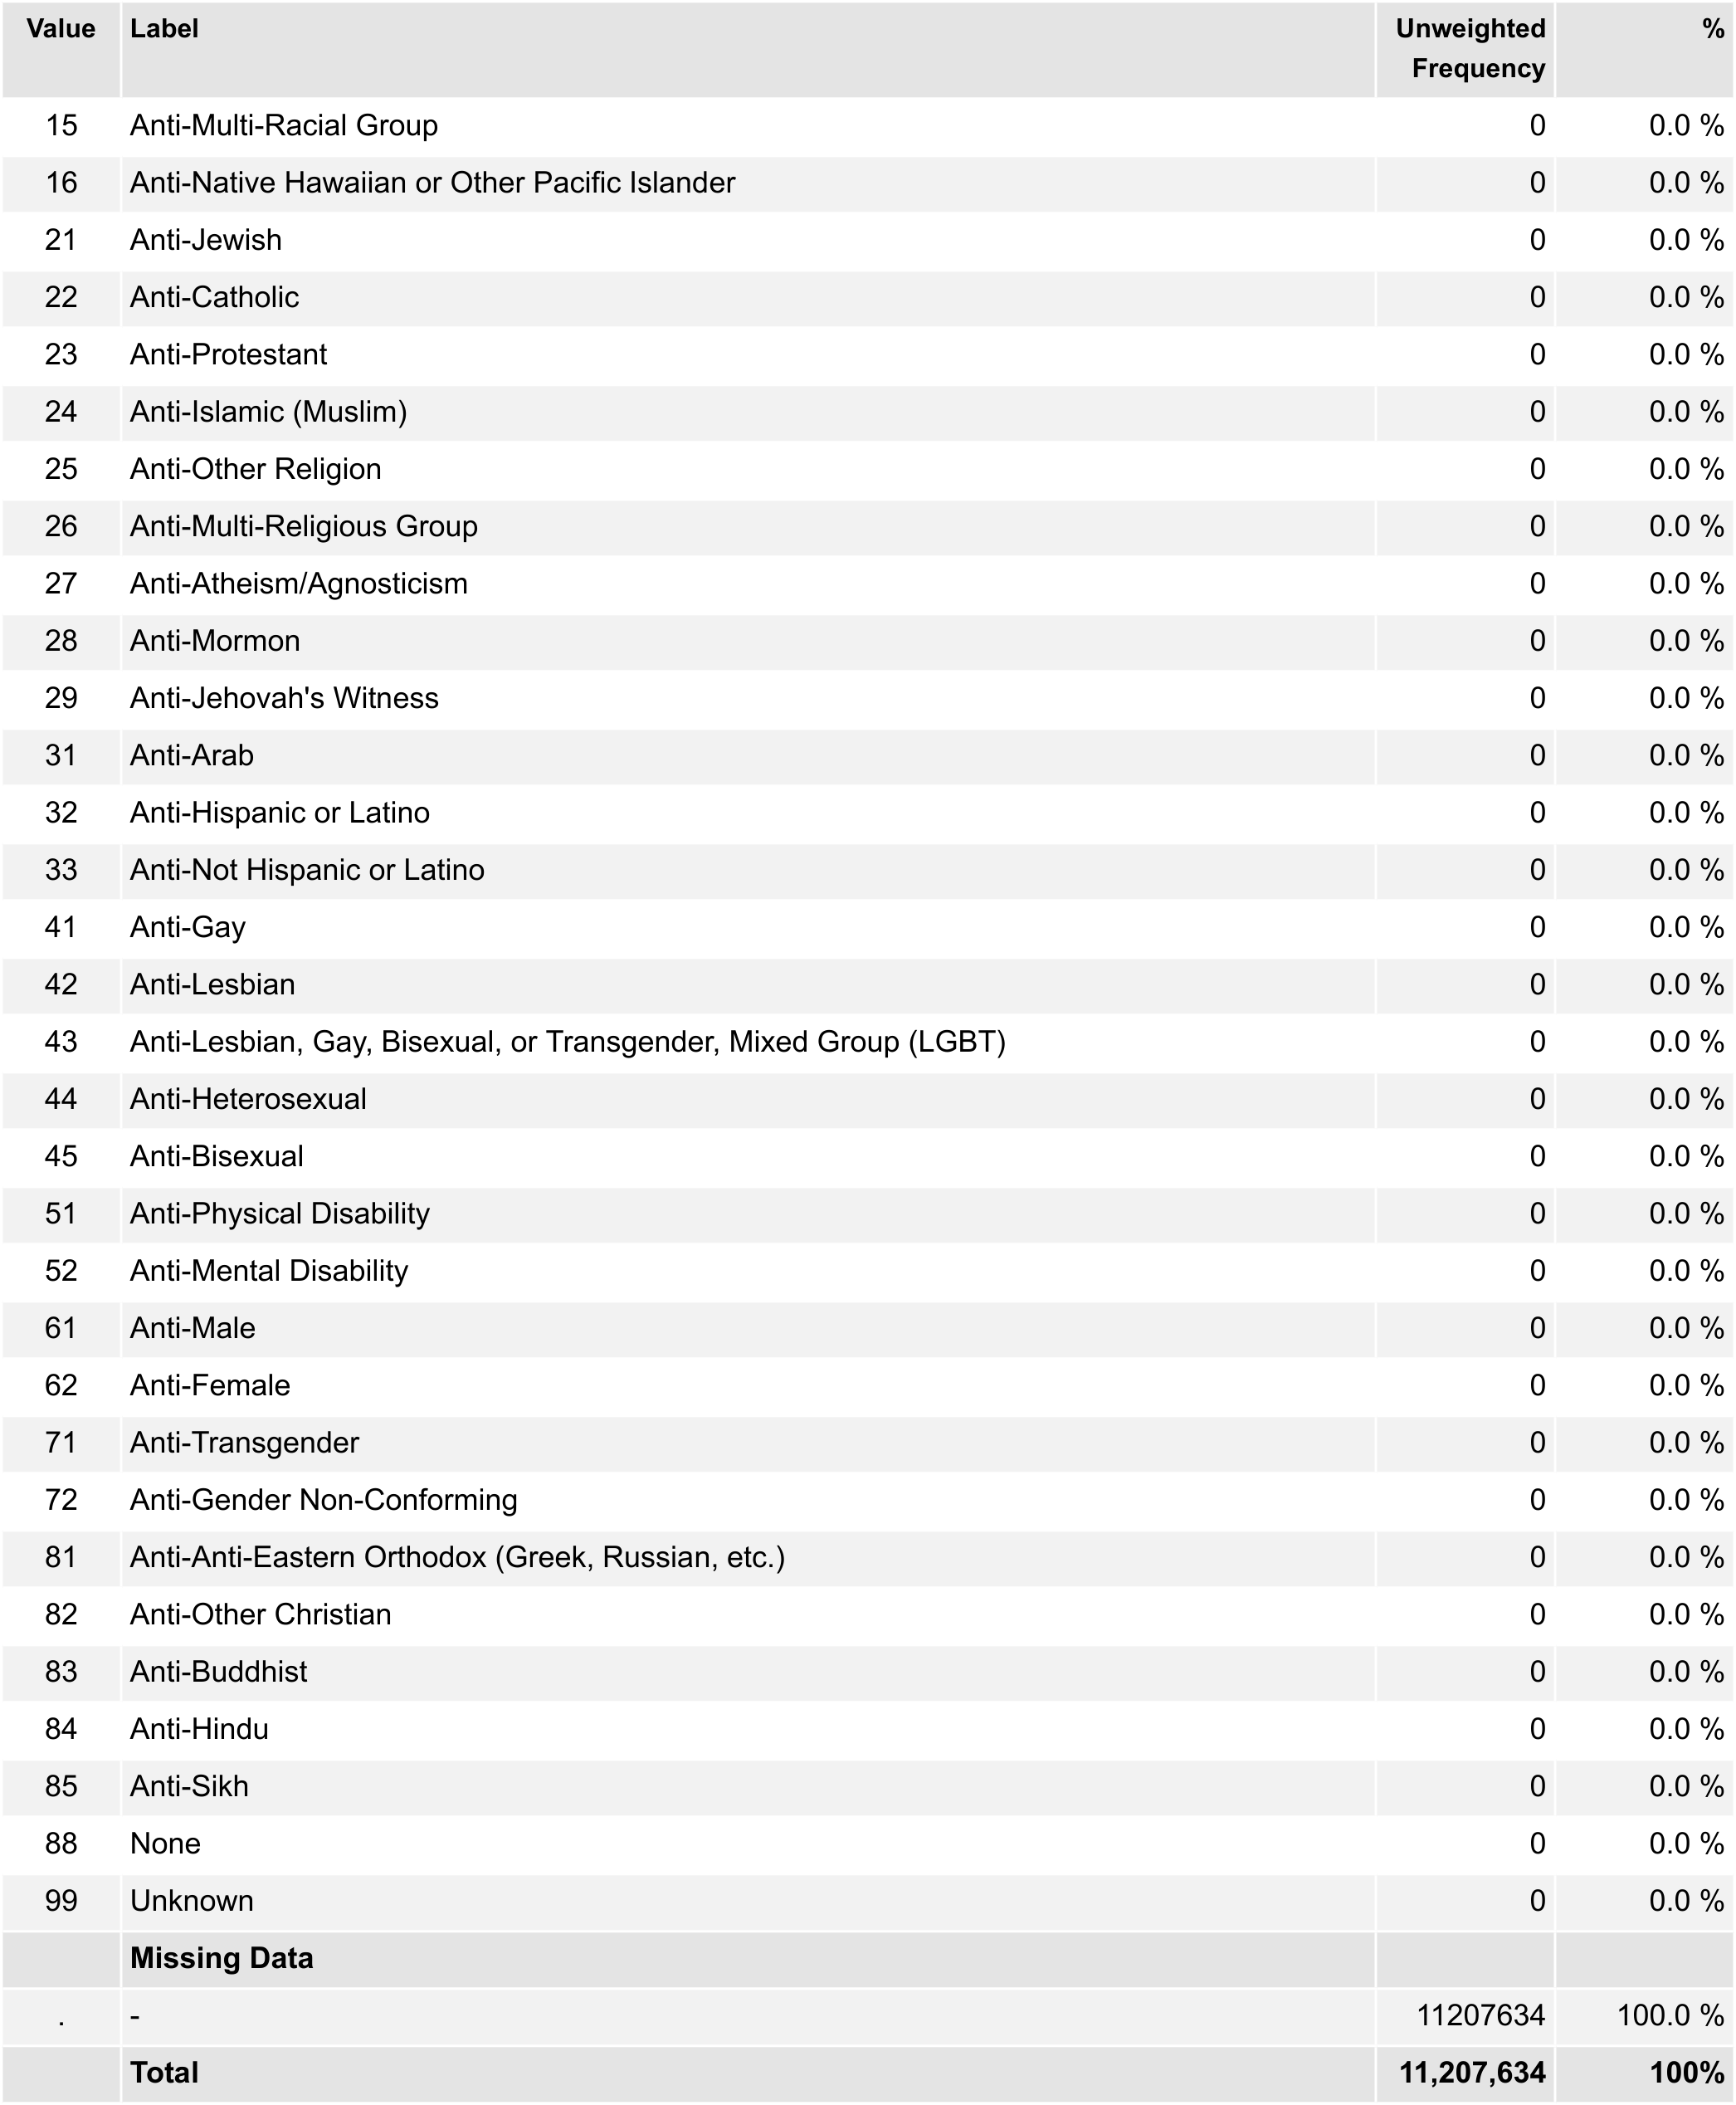 Value Label Unweighted Frequency %
15 Anti-Multi-Racial Group 0 0.0 %
16 Anti-Native Hawaiian or Other Pacific Islander 0 0.0 %
21 Anti-Jewish 0 0.0 %
22 Anti-Catholic 0 0.0 %
23 Anti-Protestant 0 0.0 %
24 Anti-Islamic (Muslim) 0 0.0 %
25 Anti-Other Religion 0 0.0 %
26 Anti-Multi-Religious Group 0 0.0 %
27 Anti-Atheism/Agnosticism 0 0.0 %
28 Anti-Mormon 0 0.0 %
29 Anti-Jehovah's Witness 0 0.0 %
31 Anti-Arab 0 0.0 %
32 Anti-Hispanic or Latino 0 0.0 %
33 Anti-Not Hispanic or Latino 0 0.0 %
41 Anti-Gay 0 0.0 %
42 Anti-Lesbian 0 0.0 %
43 Anti-Lesbian, Gay, Bisexual, or Transgender, Mixed Group (LGBT) 0 0.0 %
44 Anti-Heterosexual 0 0.0 %
45 Anti-Bisexual 0 0.0 %
51 Anti-Physical Disability 0 0.0 %
52 Anti-Mental Disability 0 0.0 %
61 Anti-Male 0 0.0 %
62 Anti-Female 0 0.0 %
71 Anti-Transgender 0 0.0 %
72 Anti-Gender Non-Conforming 0 0.0 %
81 Anti-Anti-Eastern Orthodox (Greek, Russian, etc.) 0 0.0 %
82 Anti-Other Christian 0 0.0 %
83 Anti-Buddhist 0 0.0 %
84 Anti-Hindu 0 0.0 %
85 Anti-Sikh 0 0.0 %
88 None 0 0.0 %
99 Unknown 0 0.0 %
Missing Data
. - 11207634 100.0 %
Total 11,207,634 100%